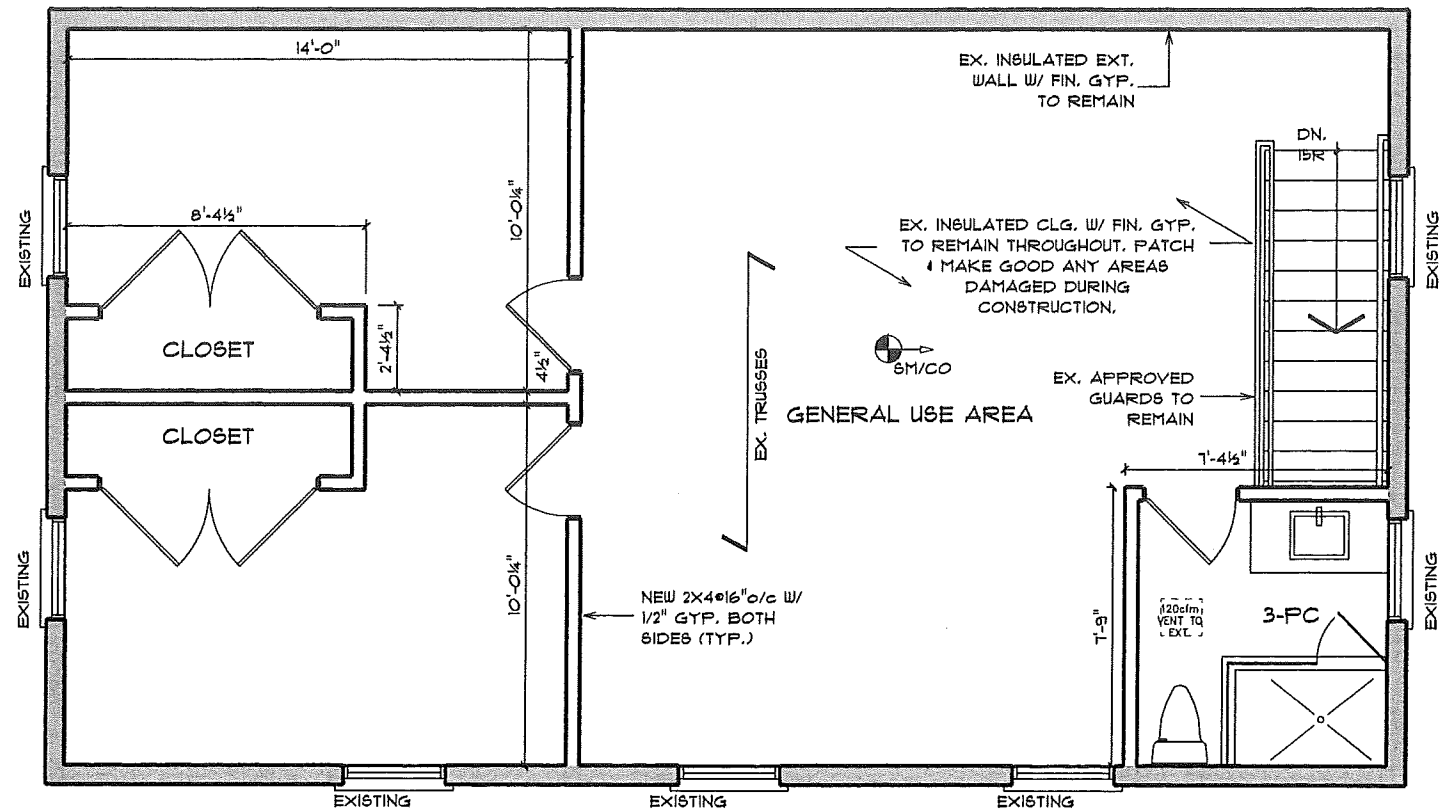 14'-0"
EX. INSULATED EXT.
WALL W/ FIN. GYP.
TO REMAIN
DN.
15R
EXISTING
8'-4½"
10'-0¼"
EX. INSULATED CLG. W/ FIN. GYP.
TO REMAIN THROUGHOUT. PATCH
& MAKE GOOD ANY AREAS
DAMAGED DURING
CONSTRUCTION.
EXISTING
CLOSET
2'-4½"
4½"
SM/CO
EX. TRUSSES
EX. APPROVED
GUARDS TO
REMAIN
GENERAL USE AREA
CLOSET
7'-4½"
EXISTING
10'-0¼"
NEW 2X4@16"o/c W/
1/2" GYP. BOTH
SIDES (TYP.)
7'-9"
120cfm
VENT TO
EXT.
3-PC
EXISTING
EXISTING
EXISTING
EXISTING